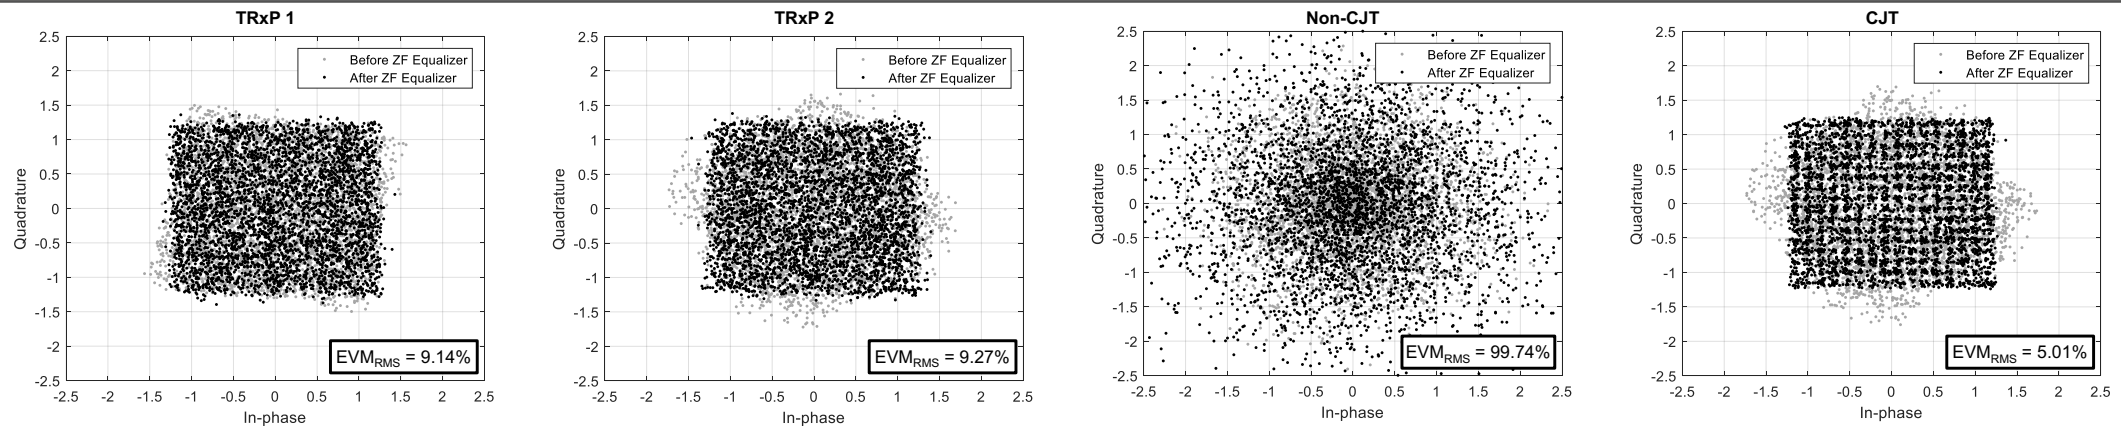 TRxP 1
2.5
2
1.5
1
0.5
0
-0.5
-1
-1.5
-2
-2.5
Quadrature
Before ZF Equalizer
After ZF Equalizer
EVMRMS = 9.14%
-2.5 -2 -1.5 -1 -0.5 0 0.5 1 1.5 2 2.5
In-phase
TRxP 2
2.5
2
1.5
1
0.5
0
-0.5
-1
-1.5
-2
-2.5
Quadrature
Before ZF Equalizer
After ZF Equalizer
EVMRMS = 9.27%
-2.5 -2 -1.5 -1 -0.5 0 0.5 1 1.5 2 2.5
In-phase
Non-CJT
2.5
2
1.5
1
0.5
0
-0.5
-1
-1.5
-2
-2.5
Quadrature
Before ZF Equalizer
After ZF Equalizer
EVMRMS = 99.74%
-2.5 -2 -1.5 -1 -0.5 0 0.5 1 1.5 2 2.5
In-phase
CJT
2.5
2
1.5
1
0.5
0
-0.5
-1
-1.5
-2
-2.5
Quadrature
Before ZF Equalizer
After ZF Equalizer
EVMRMS = 5.01%
-2.5 -2 -1.5 -1 -0.5 0 0.5 1 1.5 2 2.5
In-phase